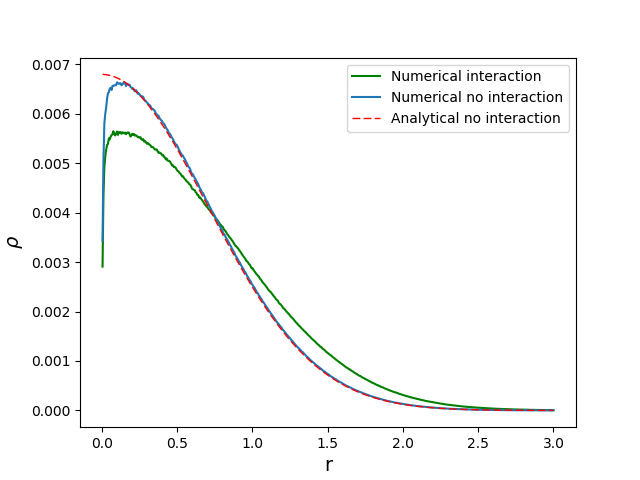 0.007
0.006
0.005
0.004
0.003
0.002
0.001
0.000
ρ
Numerical interaction
Numerical no interaction
Analytical no interaction
0.0 0.5 1.0 1.5 2.0 2.5 3.0
r